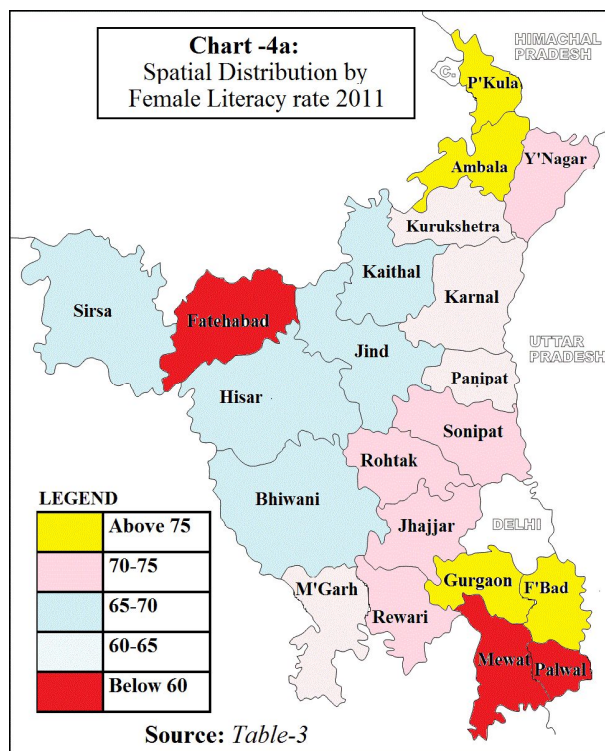 Chart -4a:
Spatial Distribution by
Female Literacy rate 2011
HIMACHAL
PRADESH
C.
P'Kula
Ambala
Y'Nagar
Kurukshetra
Kaithal
Karnal
Sirsa
Fatehabad
Jind
UTTAR
PRADESH
Panipat
Hisar
Sonipat
Rohtak
Bhiwani
Jhajjar
DELHI
M'Garh
Rewari
Gurgaon
F'Bad
Mewat
Palwal
LEGEND
Above 75
70-75
65-70
60-65
Below 60
Source: Table-3